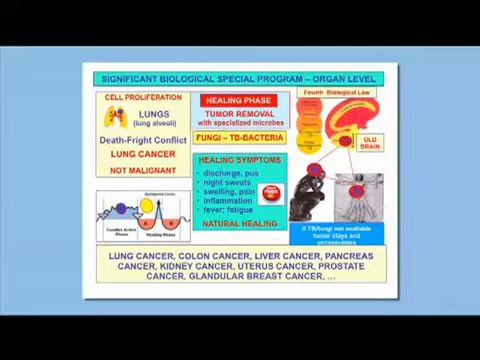 SIGNIFICANT BIOLOGICAL SPECIAL PROGRAM – ORGAN LEVEL
CELL PROLIFERATION
LUNGS
(lung alveoli)
Death-Fright Conflict
LUNG CANCER
NOT MALIGNANT
HEALING PHASE
TUMOR REMOVAL
with specialized microbes
FUNGI – TB-BACTERIA
HEALING SYMPTOMS
• discharge, pus
• night sweats
• swelling, pain
• inflammation
• fever; fatigue
NATURAL HEALING
Fourth Biological Law
OLD
BRAIN
If TB/fungi not available
tumor stays and
encapsulates
Conflict Active
Phase
Healing Phase
A
B
LUNG CANCER, COLON CANCER, LIVER CANCER, PANCREAS
CANCER, KIDNEY CANCER, UTERUS CANCER, PROSTATE
CANCER, GLANDULAR BREAST CANCER, ...